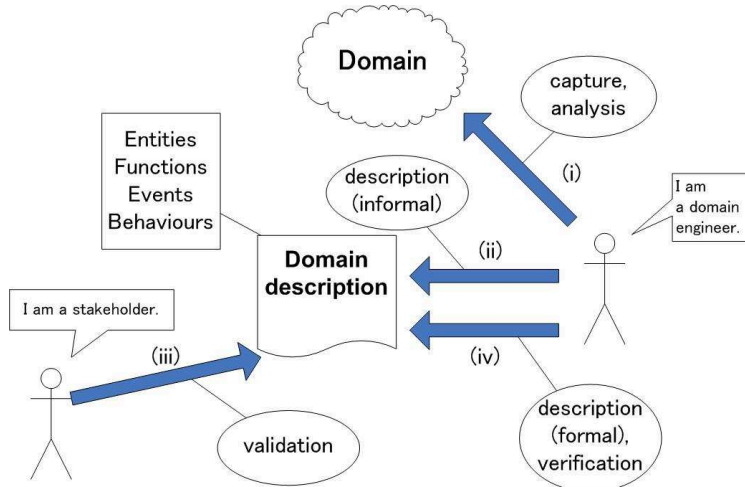 Domain
capture,
analysis
Entities
Functions
Events
Behaviours
description
(informal)
(i)
I am
a domain
engineer.
Domain
description
(ii)
I am a stakeholder.
(iii)
(iv)
validation
description
(formal),
verification